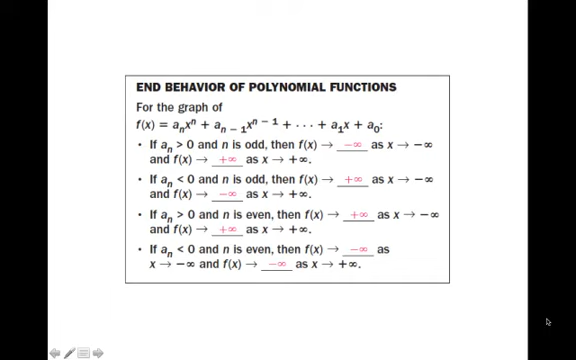 END BEHAVIOR OF POLYNOMIAL FUNCTIONS
For the graph of
f(x) = aₙxⁿ + aₙ ₋ ₁xⁿ ⁻ ¹ + · · · + a₁x + a₀:
• If aₙ > 0 and n is odd, then f(x) → −∞ as x → −∞
and f(x) → +∞ as x → +∞.
• If aₙ < 0 and n is odd, then f(x) → +∞ as x → −∞
and f(x) → −∞ as x → +∞.
• If aₙ > 0 and n is even, then f(x) → +∞ as x → −∞
and f(x) → +∞ as x → +∞.
• If aₙ < 0 and n is even, then f(x) → −∞ as
x → −∞ and f(x) → −∞ as x → +∞.